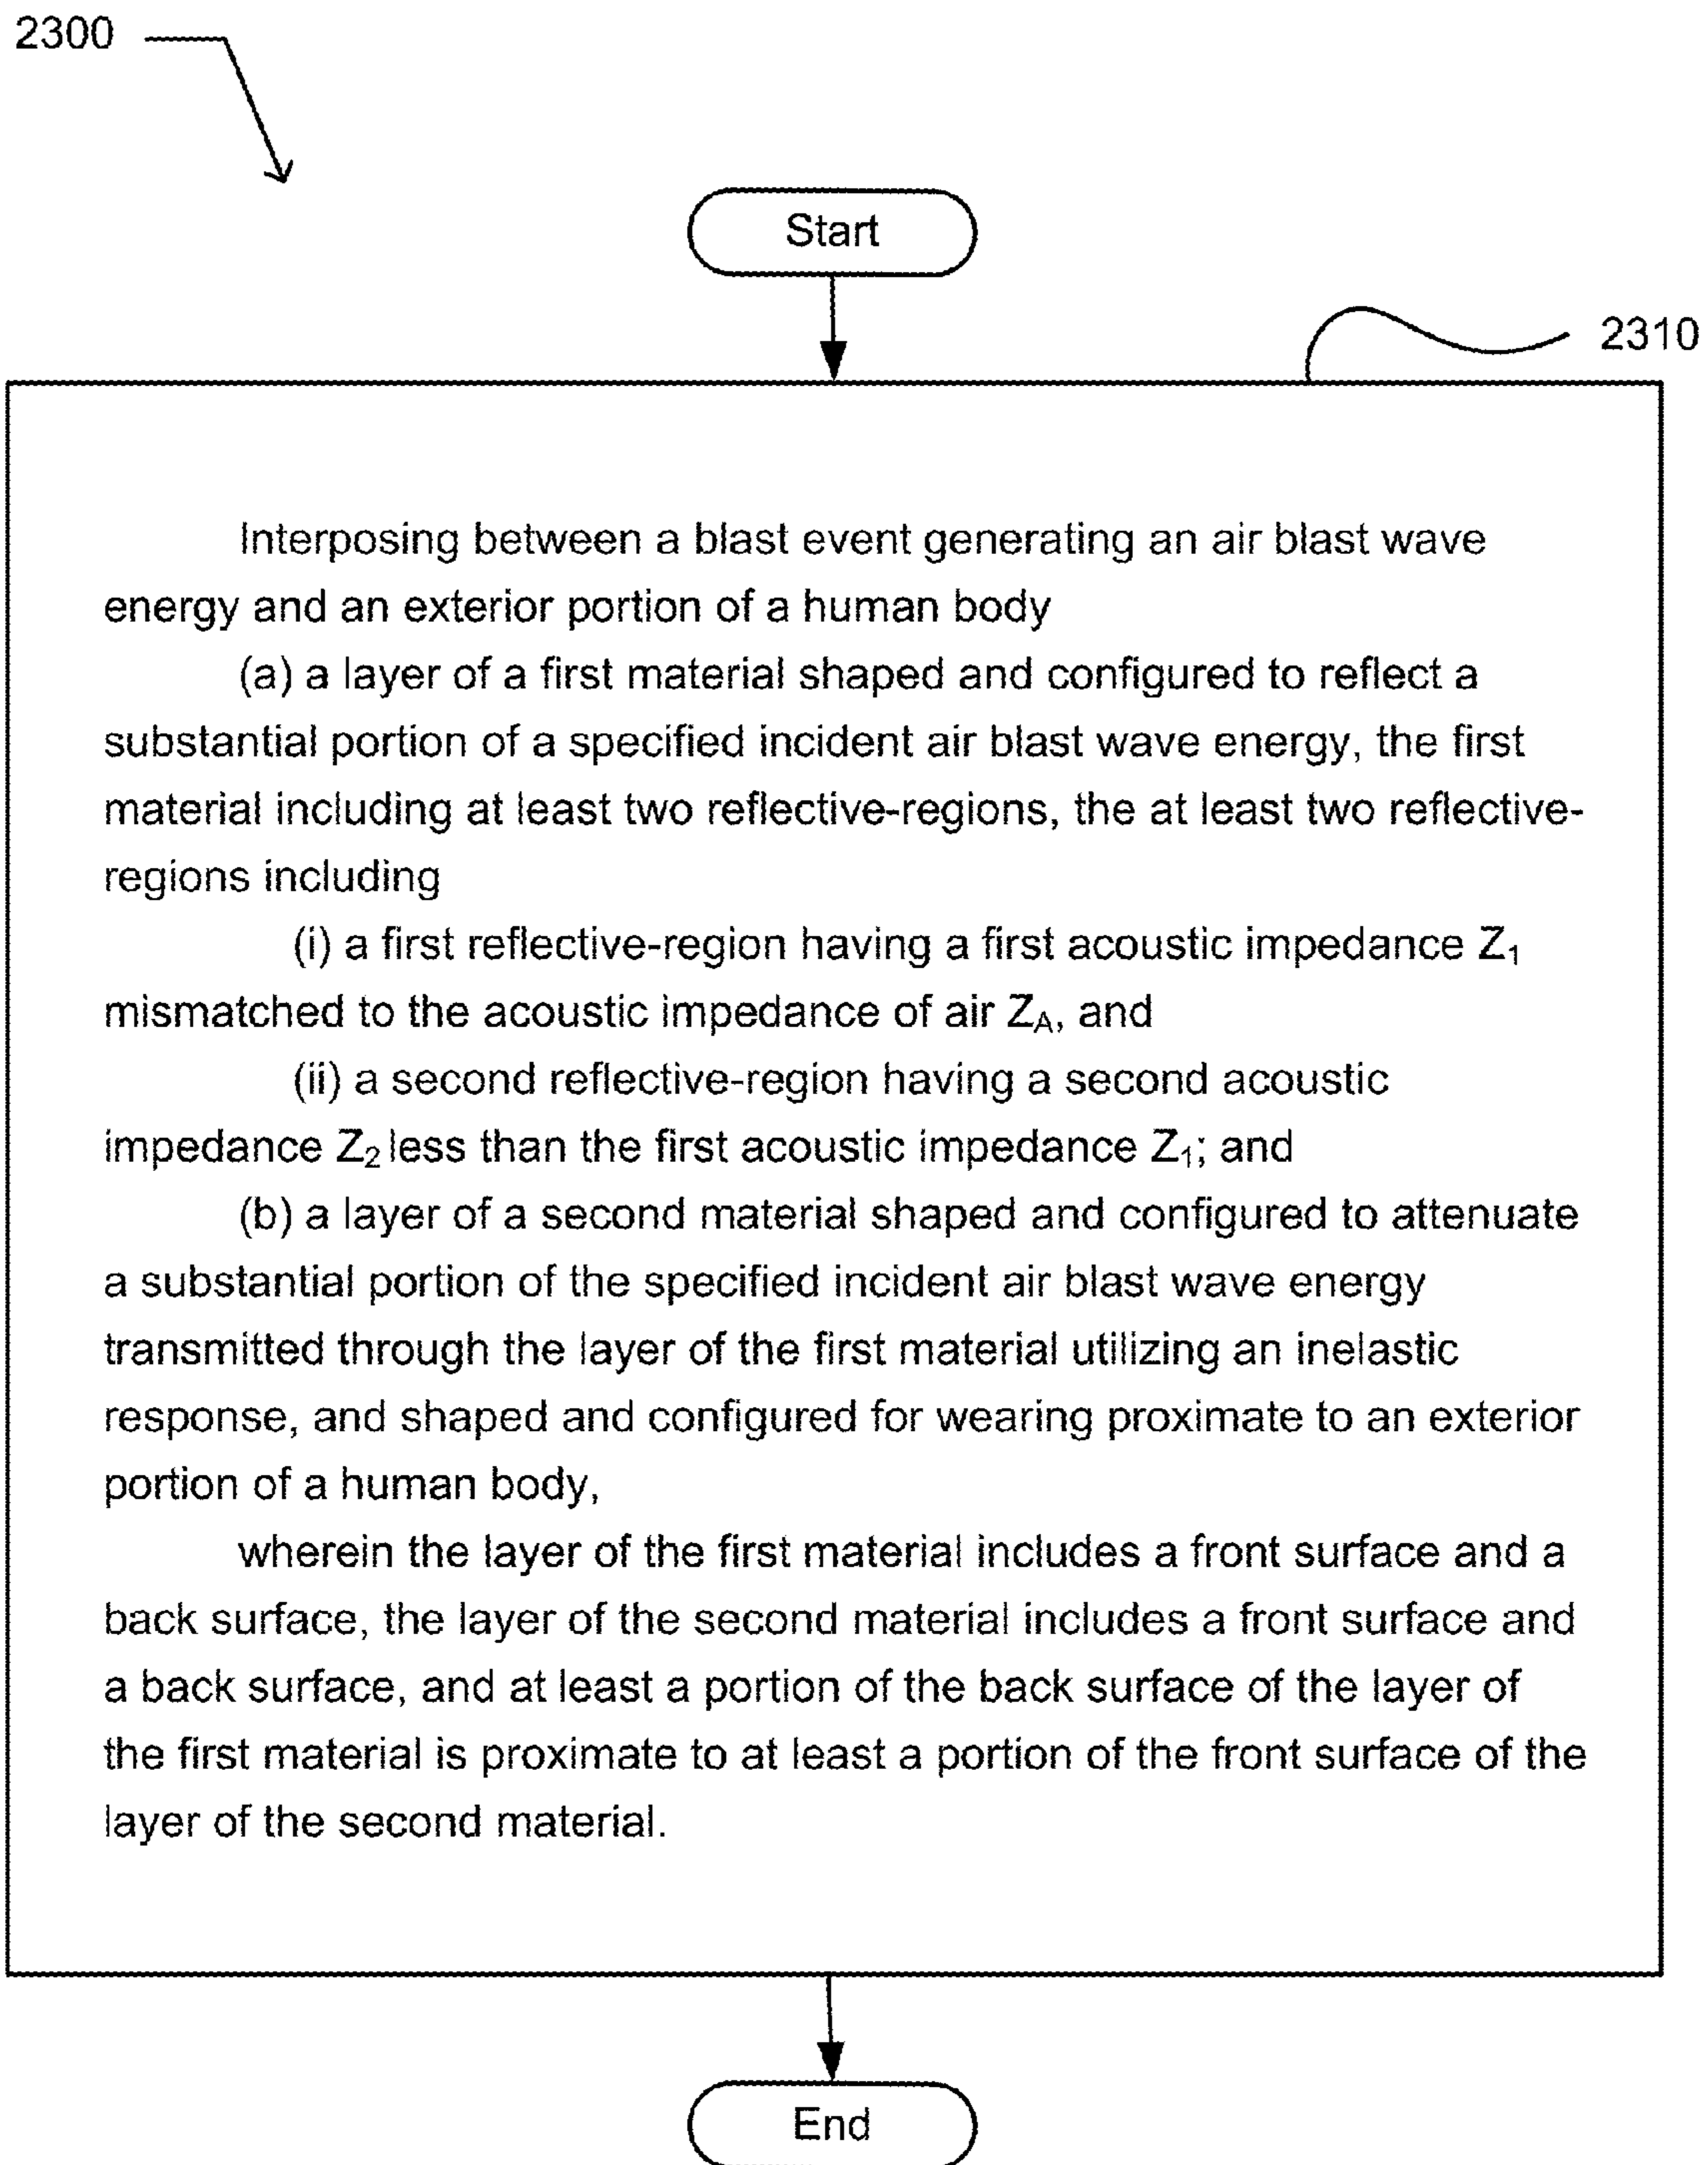 2300
Start
2310
Interposing between a blast event generating an air blast wave
energy and an exterior portion of a human body
(a) a layer of a first material shaped and configured to reflect a
substantial portion of a specified incident air blast wave energy, the first
material including at least two reflective-regions, the at least two reflective-
regions including
(i) a first reflective-region having a first acoustic impedance Z₁
mismatched to the acoustic impedance of air Z_A, and
(ii) a second reflective-region having a second acoustic
impedance Z₂ less than the first acoustic impedance Z₁; and
(b) a layer of a second material shaped and configured to attenuate
a substantial portion of the specified incident air blast wave energy
transmitted through the layer of the first material utilizing an inelastic
response, and shaped and configured for wearing proximate to an exterior
portion of a human body,
wherein the layer of the first material includes a front surface and a
back surface, the layer of the second material includes a front surface and
a back surface, and at least a portion of the back surface of the layer of
the first material is proximate to at least a portion of the front surface of the
layer of the second material.
End